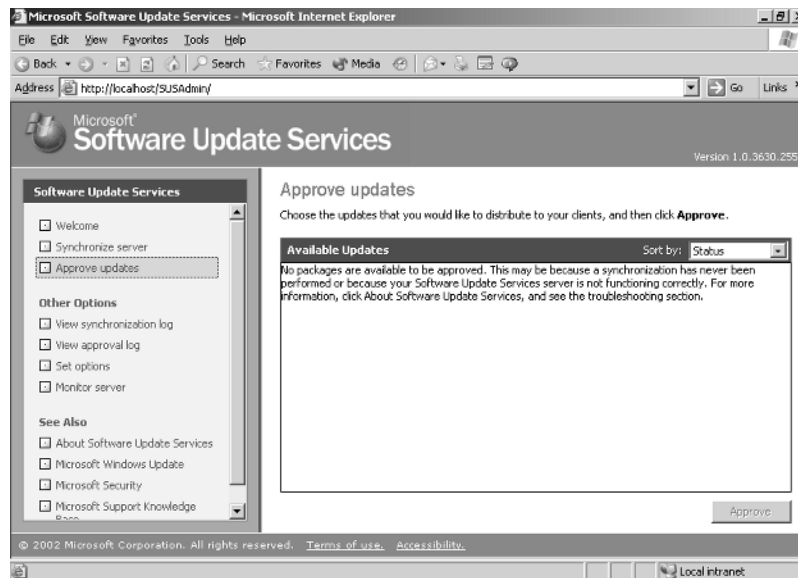 Microsoft Software Update Services - Microsoft Internet Explorer
File Edit View Favorites Tools Help
Back Search Favorites Media
Address http://localhost/SUSAdmin/ Go Links
Microsoft®
Software Update Services
Version 1.0.3630.255
Software Update Services
Welcome
Synchronize server
Approve updates
Other Options
View synchronization log
View approval log
Set options
Monitor server
See Also
About Software Update Services
Microsoft Windows Update
Microsoft Security
Microsoft Support Knowledge
Base
Approve updates
Choose the updates that you would like to distribute to your clients, and then click Approve.
Available Updates Sort by: Status
No packages are available to be approved. This may be because a synchronization has never been
performed or because your Software Update Services server is not functioning correctly. For more
information, click About Software Update Services, and see the troubleshooting section.
Approve
© 2002 Microsoft Corporation. All rights reserved. Terms of use. Accessibility.
Local intranet